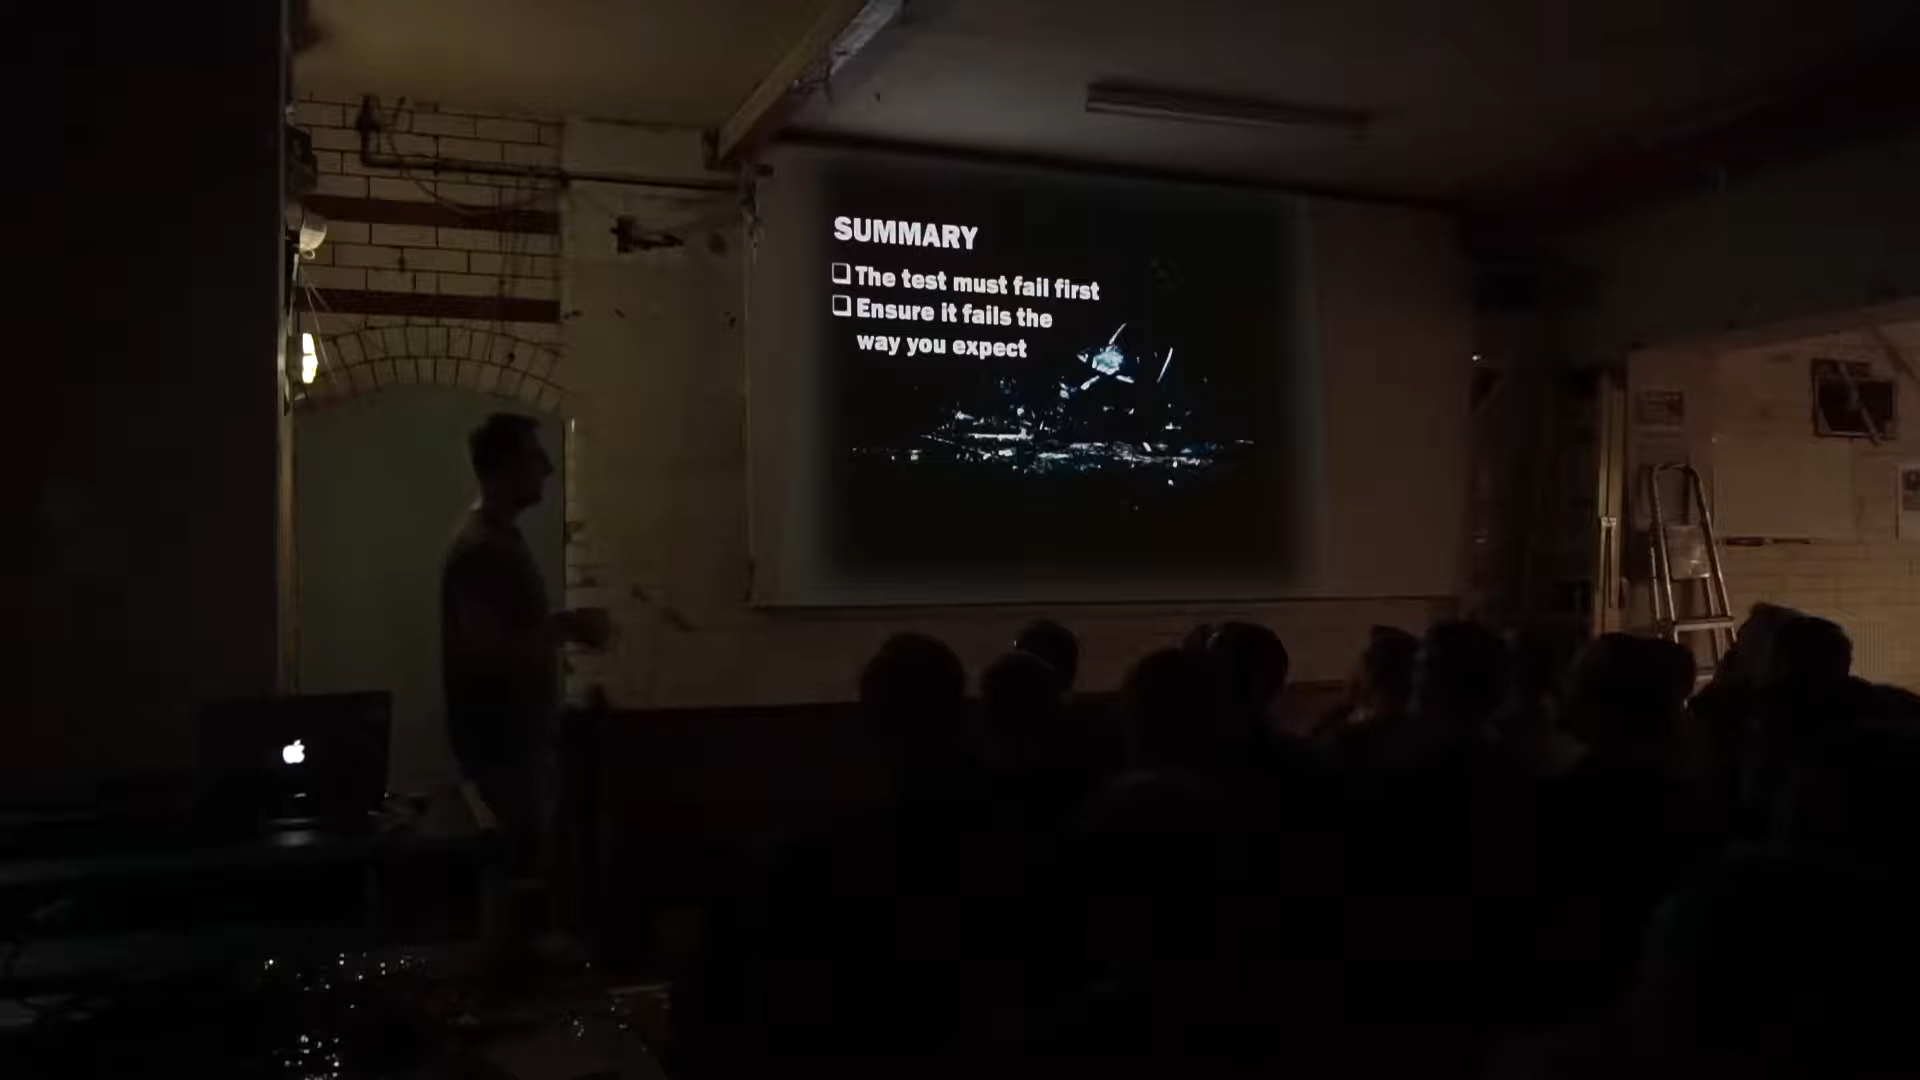 SUMMARY
❑ The test must fail first
❑ Ensure it fails the
way you expect